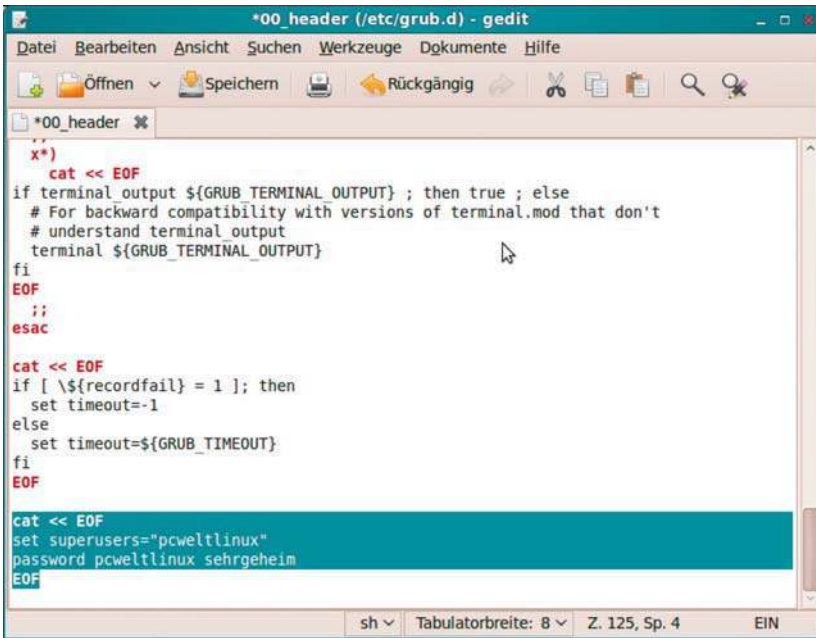 *00_header (/etc/grub.d) - gedit
Datei Bearbeiten Ansicht Suchen Werkzeuge Dokumente Hilfe
Öffnen Speichern Rückgängig
*00_header
;;
x*)
cat << EOF
if terminal_output ${GRUB_TERMINAL_OUTPUT} ; then true ; else
# For backward compatibility with versions of terminal.mod that don't
# understand terminal_output
terminal ${GRUB_TERMINAL_OUTPUT}
fi
EOF
;;
esac
cat << EOF
if [ \${recordfail} = 1 ]; then
set timeout=-1
else
set timeout=${GRUB_TIMEOUT}
fi
EOF
cat << EOF
set superusers="pcweltlinux"
password pcweltlinux sehrgeheim
EOF
sh Tabulatorbreite: 8 Z. 125, Sp. 4 EIN